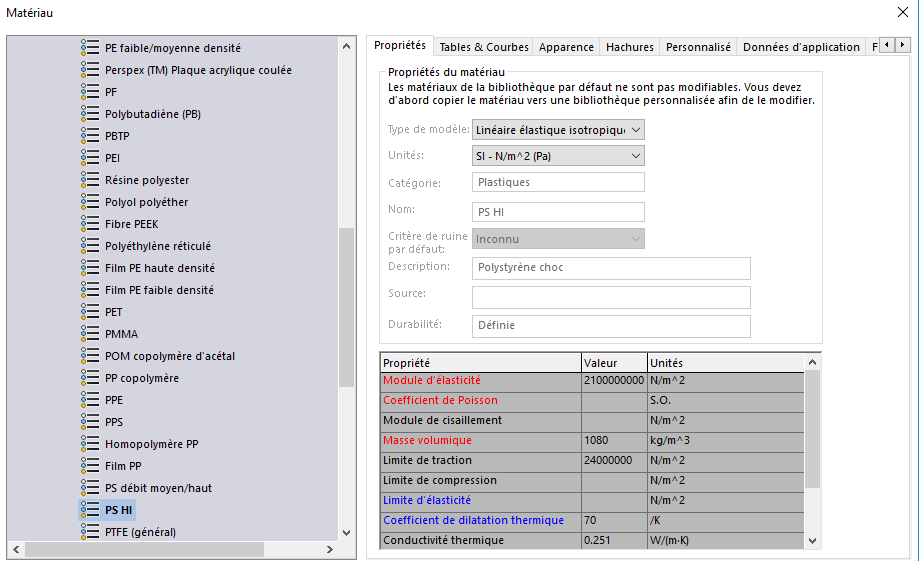 Matériau
PE faible/moyenne densité
Perspex (TM) Plaque acrylique coulée
PF
Polybutadiène (PB)
PBTP
PEI
Résine polyester
Polyol polyéther
Fibre PEEK
Polyéthylène réticulé
Film PE haute densité
Film PE faible densité
PET
PMMA
POM copolymère d'acétal
PP copolymère
PPE
PPS
Homopolymère PP
Film PP
PS débit moyen/haut
PS HI
PTFE (général)
Propriétés Tables & Courbes Apparence Hachures Personnalisé Données d'application F
Propriétés du matériau
Les matériaux de la bibliothèque par défaut ne sont pas modifiables. Vous devez
d'abord copier le matériau vers une bibliothèque personnalisée afin de le modifier.
Type de modèle: Linéaire élastique isotropique
Unités: SI - N/m^2 (Pa)
Catégorie: Plastiques
Nom: PS HI
Critère de ruine
par défaut: Inconnu
Description: Polystyrène choc
Source:
Durabilité: Définie
Propriété Valeur Unités
Module d'élasticité 2100000000 N/m^2
Coefficient de Poisson S.O.
Module de cisaillement N/m^2
Masse volumique 1080 kg/m^3
Limite de traction 24000000 N/m^2
Limite de compression N/m^2
Limite d'élasticité N/m^2
Coefficient de dilatation thermique 70 /K
Conductivité thermique 0.251 W/(m·K)